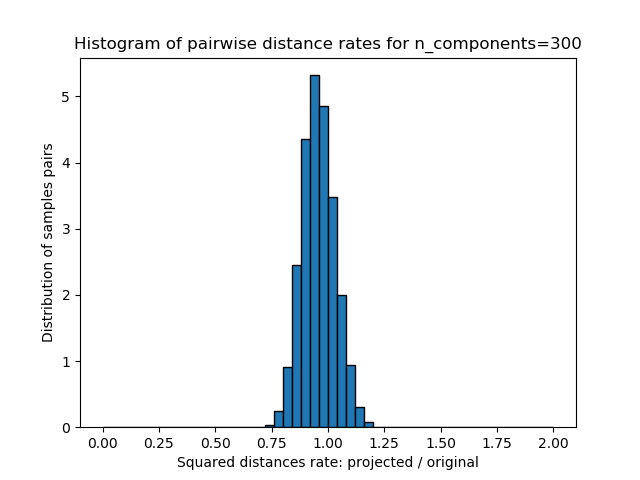 Histogram of pairwise distance rates for n_components=300
Distribution of samples pairs
5
4
3
2
1
0
0.00 0.25 0.50 0.75 1.00 1.25 1.50 1.75 2.00
Squared distances rate: projected / original